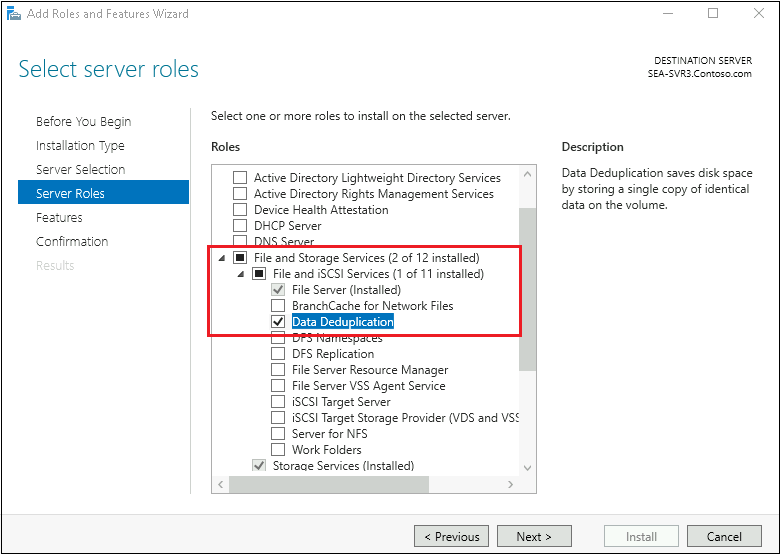 Add Roles and Features Wizard
Select server roles
DESTINATION SERVER
SEA-SVR3.Contoso.com
Before You Begin
Installation Type
Server Selection
Server Roles
Features
Confirmation
Results
Select one or more roles to install on the selected server.
Roles
Active Directory Lightweight Directory Services
Active Directory Rights Management Services
Device Health Attestation
DHCP Server
DNS Server
File and Storage Services (2 of 12 installed)
File and iSCSI Services (1 of 11 installed)
File Server (Installed)
BranchCache for Network Files
Data Deduplication
DFS Namespaces
DFS Replication
File Server Resource Manager
File Server VSS Agent Service
iSCSI Target Server
iSCSI Target Storage Provider (VDS and VSS
Server for NFS
Work Folders
Storage Services (Installed)
Description
Data Deduplication saves disk space
by storing a single copy of identical
data on the volume.
< Previous
Next >
Install
Cancel